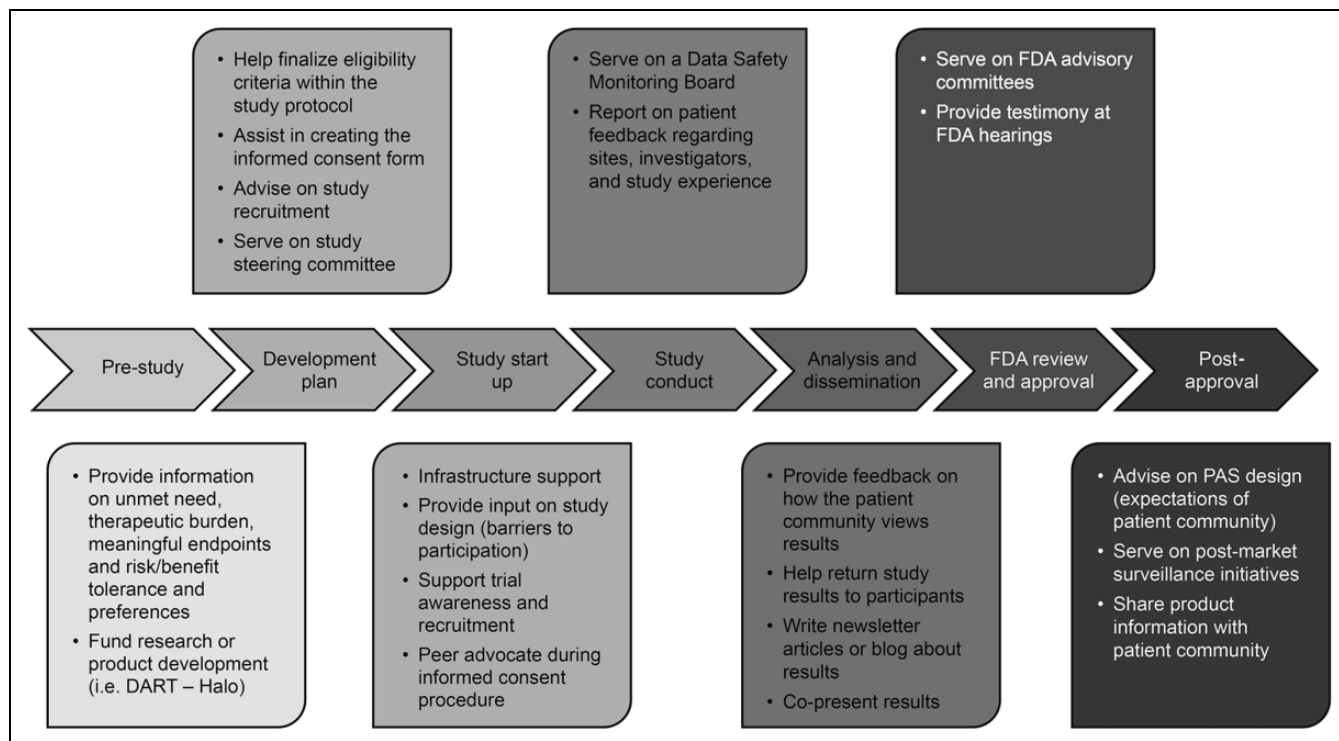 • Help finalize eligibility
criteria within the
study protocol
• Assist in creating the
informed consent form
• Advise on study
recruitment
• Serve on study
steering committee
• Serve on a Data Safety
Monitoring Board
• Report on patient
feedback regarding
sites, investigators,
and study experience
• Serve on FDA advisory
committees
• Provide testimony at
FDA hearings
Pre-study
Development
plan
Study start
up
Study
conduct
Analysis and
dissemination
FDA review
and approval
Post-
approval
• Provide information
on unmet need,
therapeutic burden,
meaningful endpoints
and risk/benefit
tolerance and
preferences
• Fund research or
product development
(i.e. DART – Halo)
• Infrastructure support
• Provide input on study
design (barriers to
participation)
• Support trial
awareness and
recruitment
• Peer advocate during
informed consent
procedure
• Provide feedback on
how the patient
community views
results
• Help return study
results to participants
• Write newsletter
articles or blog about
results
• Co-present results
• Advise on PAS design
(expectations of
patient community)
• Serve on post-market
surveillance initiatives
• Share product
information with
patient community